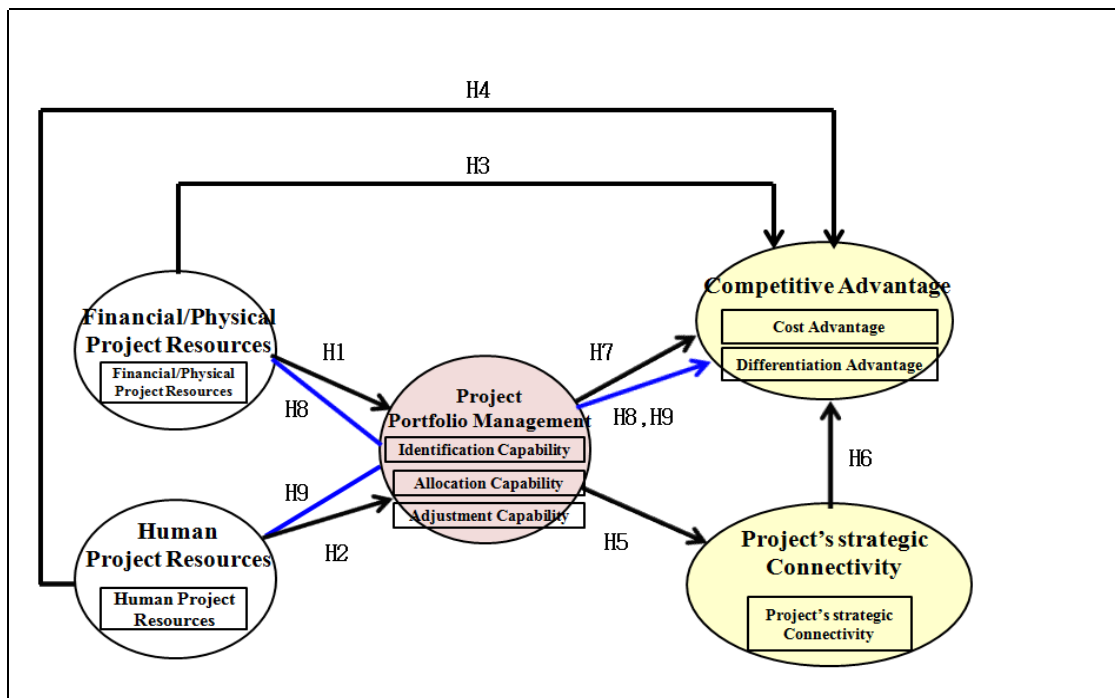 H4
H3
Financial/Physical
Project Resources
Financial/Physical
Project Resources
H1
H8
H9
H2
Human
Project Resources
Human Project
Resources
Project
Portfolio Management
Identification Capability
Allocation Capability
Adjustment Capability
H7
H8,H9
H5
Competitive Advantage
Cost Advantage
Differentiation Advantage
H6
Project's strategic
Connectivity
Project's strategic
Connectivity